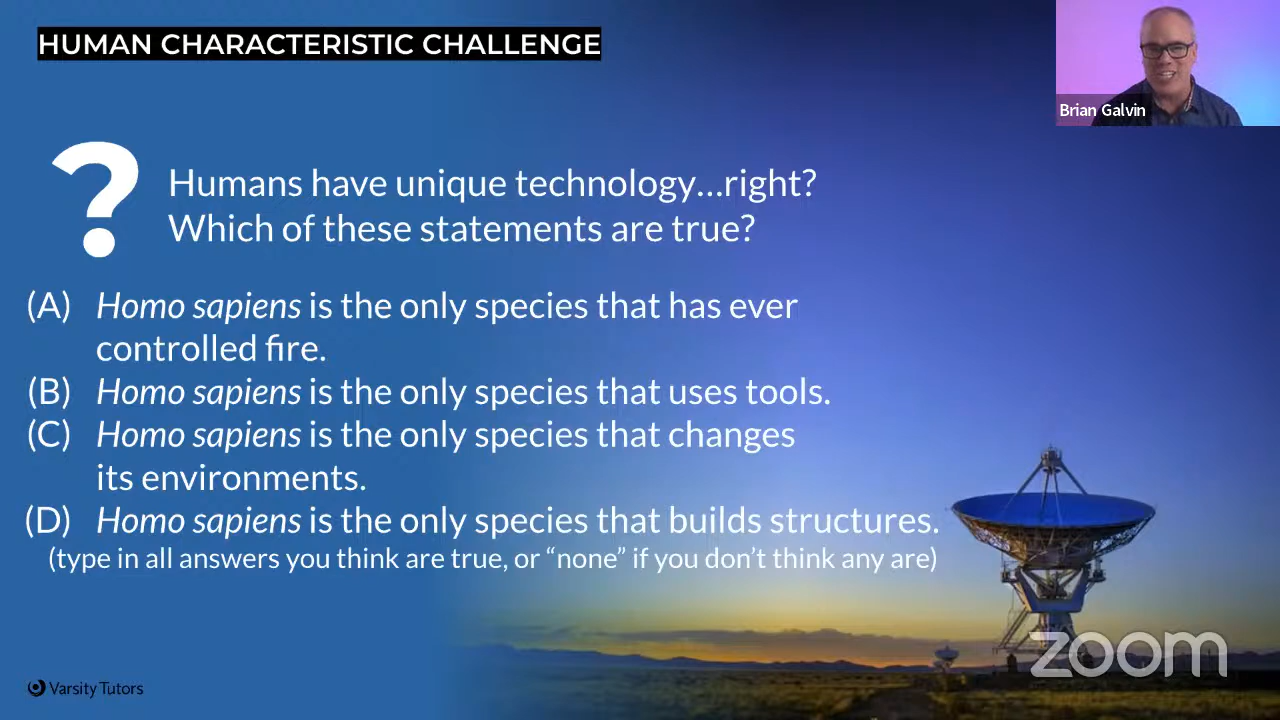 HUMAN CHARACTERISTIC CHALLENGE
Brian Galvin
?
Humans have unique technology...right?
Which of these statements are true?
(A) Homo sapiens is the only species that has ever
controlled fire.
(B) Homo sapiens is the only species that uses tools.
(C) Homo sapiens is the only species that changes
its environments.
(D) Homo sapiens is the only species that builds structures.
(type in all answers you think are true, or “none” if you don’t think any are)
zoom
Varsity Tutors